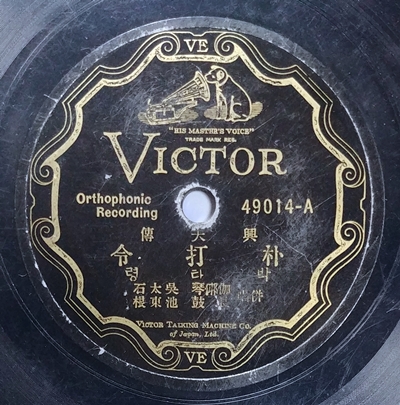 VE
"HIS MASTER'S VOICE"
TRADE MARK REG.
VICTOR
Orthophonic
Recording
49014-A
興夫傳
朴打令
박타령
伽倻琴 吳太石
鼓 池東根
VICTOR TALKING MACHINE CO.
of Japan, Ltd.
VE